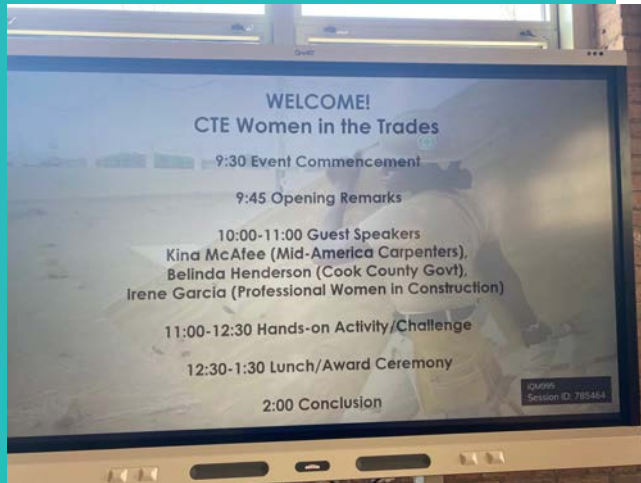 SMART
WELCOME!
CTE Women in the Trades
9:30 Event Commencement
9:45 Opening Remarks
10:00-11:00 Guest Speakers
Kina McAfee (Mid-America Carpenters),
Belinda Henderson (Cook County Govt),
Irene Garcia (Professional Women in Construction)
11:00-12:30 Hands-on Activity/Challenge
12:30-1:30 Lunch/Award Ceremony
2:00 Conclusion
IQM995
Session ID: 785464